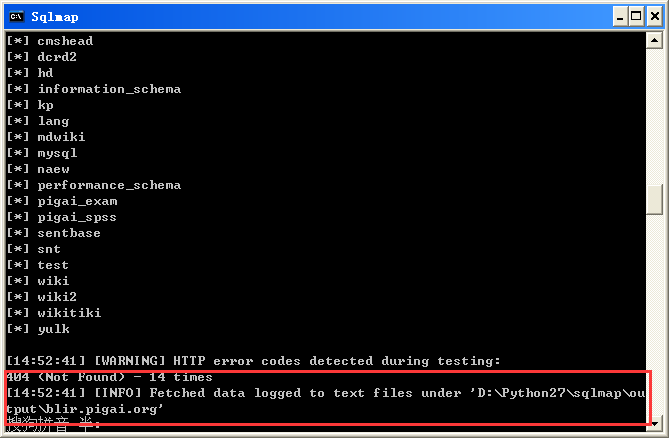 Sqlmap
[*] cmshead
[*] dcrd2
[*] hd
[*] information_schema
[*] kp
[*] lang
[*] mdwiki
[*] mysql
[*] naew
[*] performance_schema
[*] pigai_exam
[*] pigai_spss
[*] sentbase
[*] snt
[*] test
[*] wiki
[*] wiki2
[*] wikitiki
[*] yulk
[14:52:41] [WARNING] HTTP error codes detected during testing:
404 (Not Found) - 14 times
[14:52:41] [INFO] Fetched data logged to text files under 'D:\Python27\sqlmap\ou
tput\blir.pigai.org'
搜狗拼音 半: